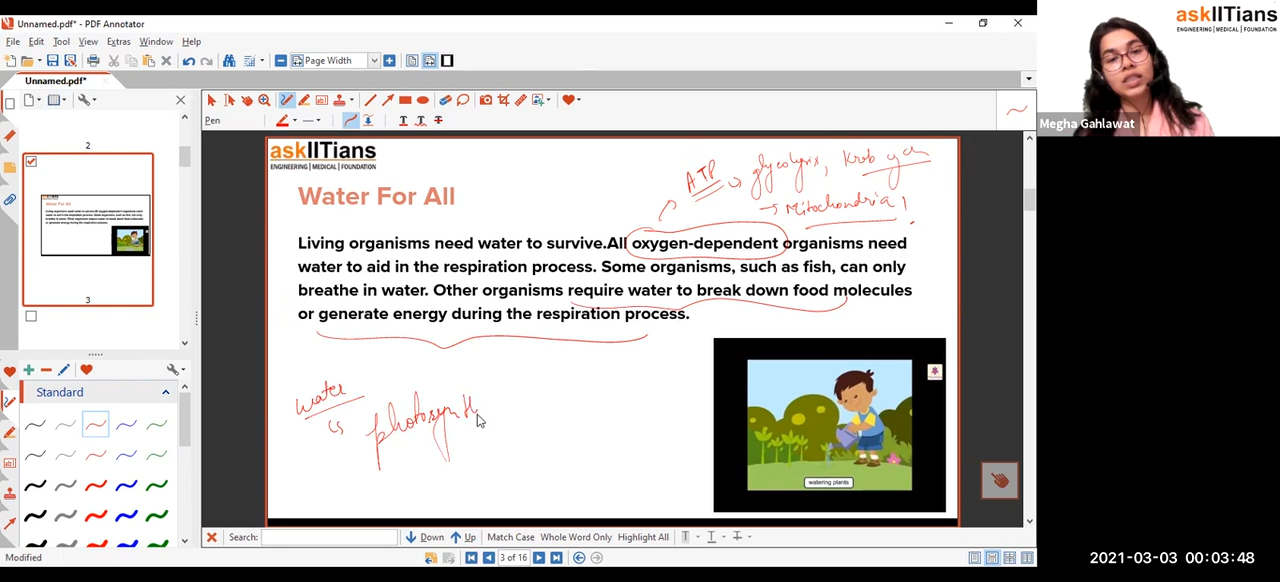 Unnamed.pdf* - PDF Annotator
File Edit Tool View Extras Window Help
Page Width
Unnamed.pdf*
Pen
2
3
Standard
askIITians
ENGINEERING | MEDICAL | FOUNDATION
Water For All
ATP
glycolysis,
Mitochondria
Living organisms need water to survive.All oxygen-dependent organisms need
water to aid in the respiration process. Some organisms, such as fish, can only
breathe in water. Other organisms require water to break down food molecules
or generate energy during the respiration process.
water
is
photosynth
watering plants
Search:
Down Up Match Case Whole Word Only Highlight All
Modified
3 of 16
askIITians
ENGINEERING | MEDICAL | FOUNDATION
Megha Gahlawat
2021-03-03 00:03:48